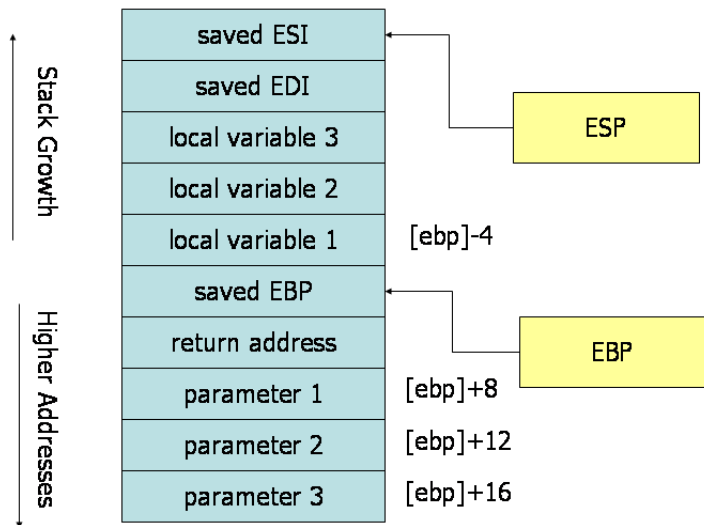 saved ESI
saved EDI
local variable 3
local variable 2
local variable 1
saved EBP
return address
parameter 1
parameter 2
parameter 3
Stack Growth
Higher Addresses
[ebp]-4
[ebp]+8
[ebp]+12
[ebp]+16
ESP
EBP